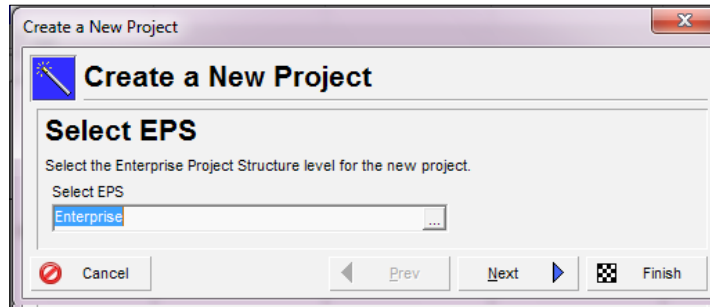 Create a New Project
Create a New Project
Select EPS
Select the Enterprise Project Structure level for the new project.
Select EPS
Enterprise
...
Cancel
Prev
Next
Finish